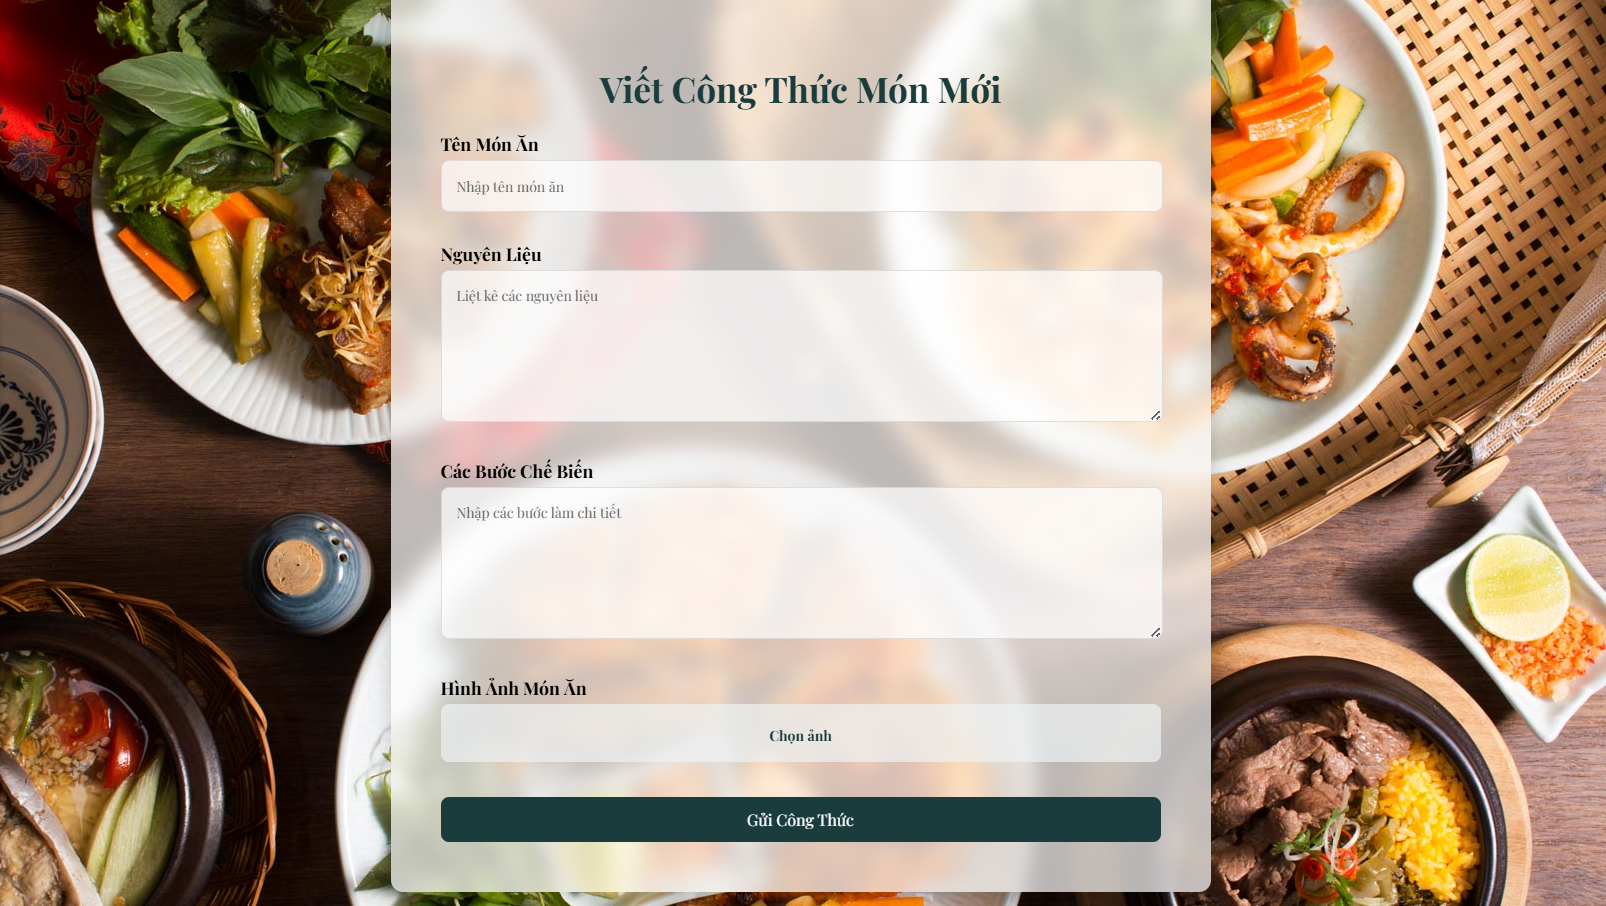 Viết Công Thức Món Mới
Tên Món Ăn
Nhập tên món ăn
Nguyên Liệu
Liệt kê các nguyên liệu
Các Bước Chế Biến
Nhập các bước làm chi tiết
Hình Ảnh Món Ăn
Chọn ảnh
Gửi Công Thức